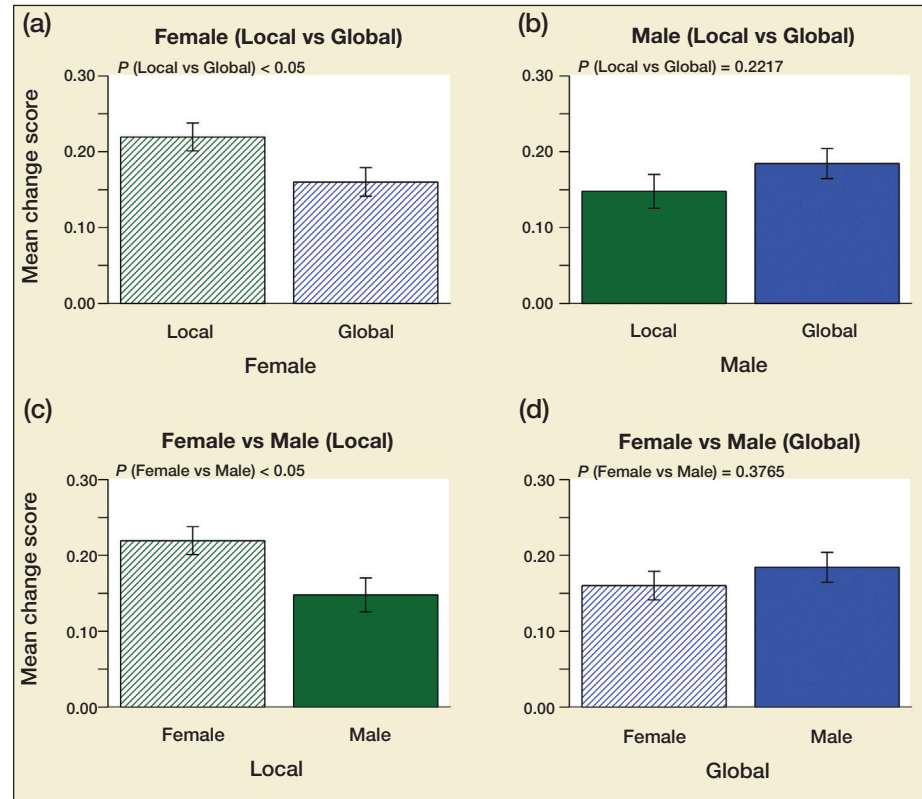 (a)
Female (Local vs Global)
P (Local vs Global) < 0.05
Mean change score
0.30
0.20
0.10
0.00
Local Global
Female
(b)
Male (Local vs Global)
P (Local vs Global) = 0.2217
0.30
0.20
0.10
0.00
Local Global
Male
(c)
Female vs Male (Local)
P (Female vs Male) < 0.05
Mean change score
0.30
0.20
0.10
0.00
Female Male
Local
(d)
Female vs Male (Global)
P (Female vs Male) = 0.3765
0.30
0.20
0.10
0.00
Female Male
Global